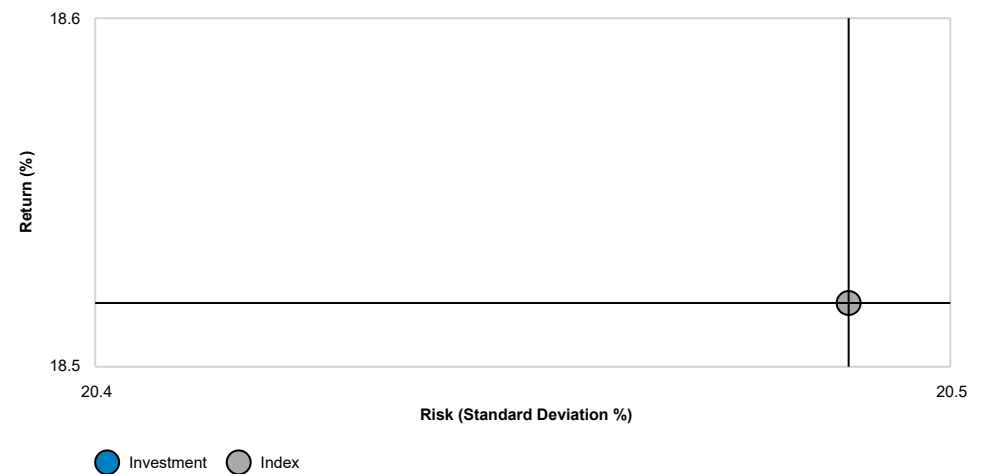 18.6
Return (%)
18.5
20.4
20.5
Risk (Standard Deviation %)
Investment
Index